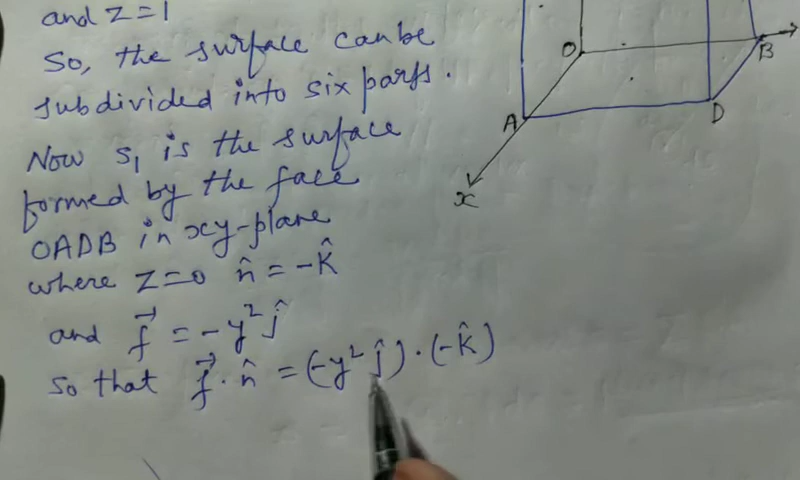 and z=1
So, the surface can be
subdivided into six parts.
Now s₁ is the surface
formed by the face
OADB in xy-plane
where z=0 n̂ = -k̂
and f⃗ = -y² ĵ
so that f⃗ · n̂ = (-y² ĵ) · (-k̂)
O
B
A
D
x